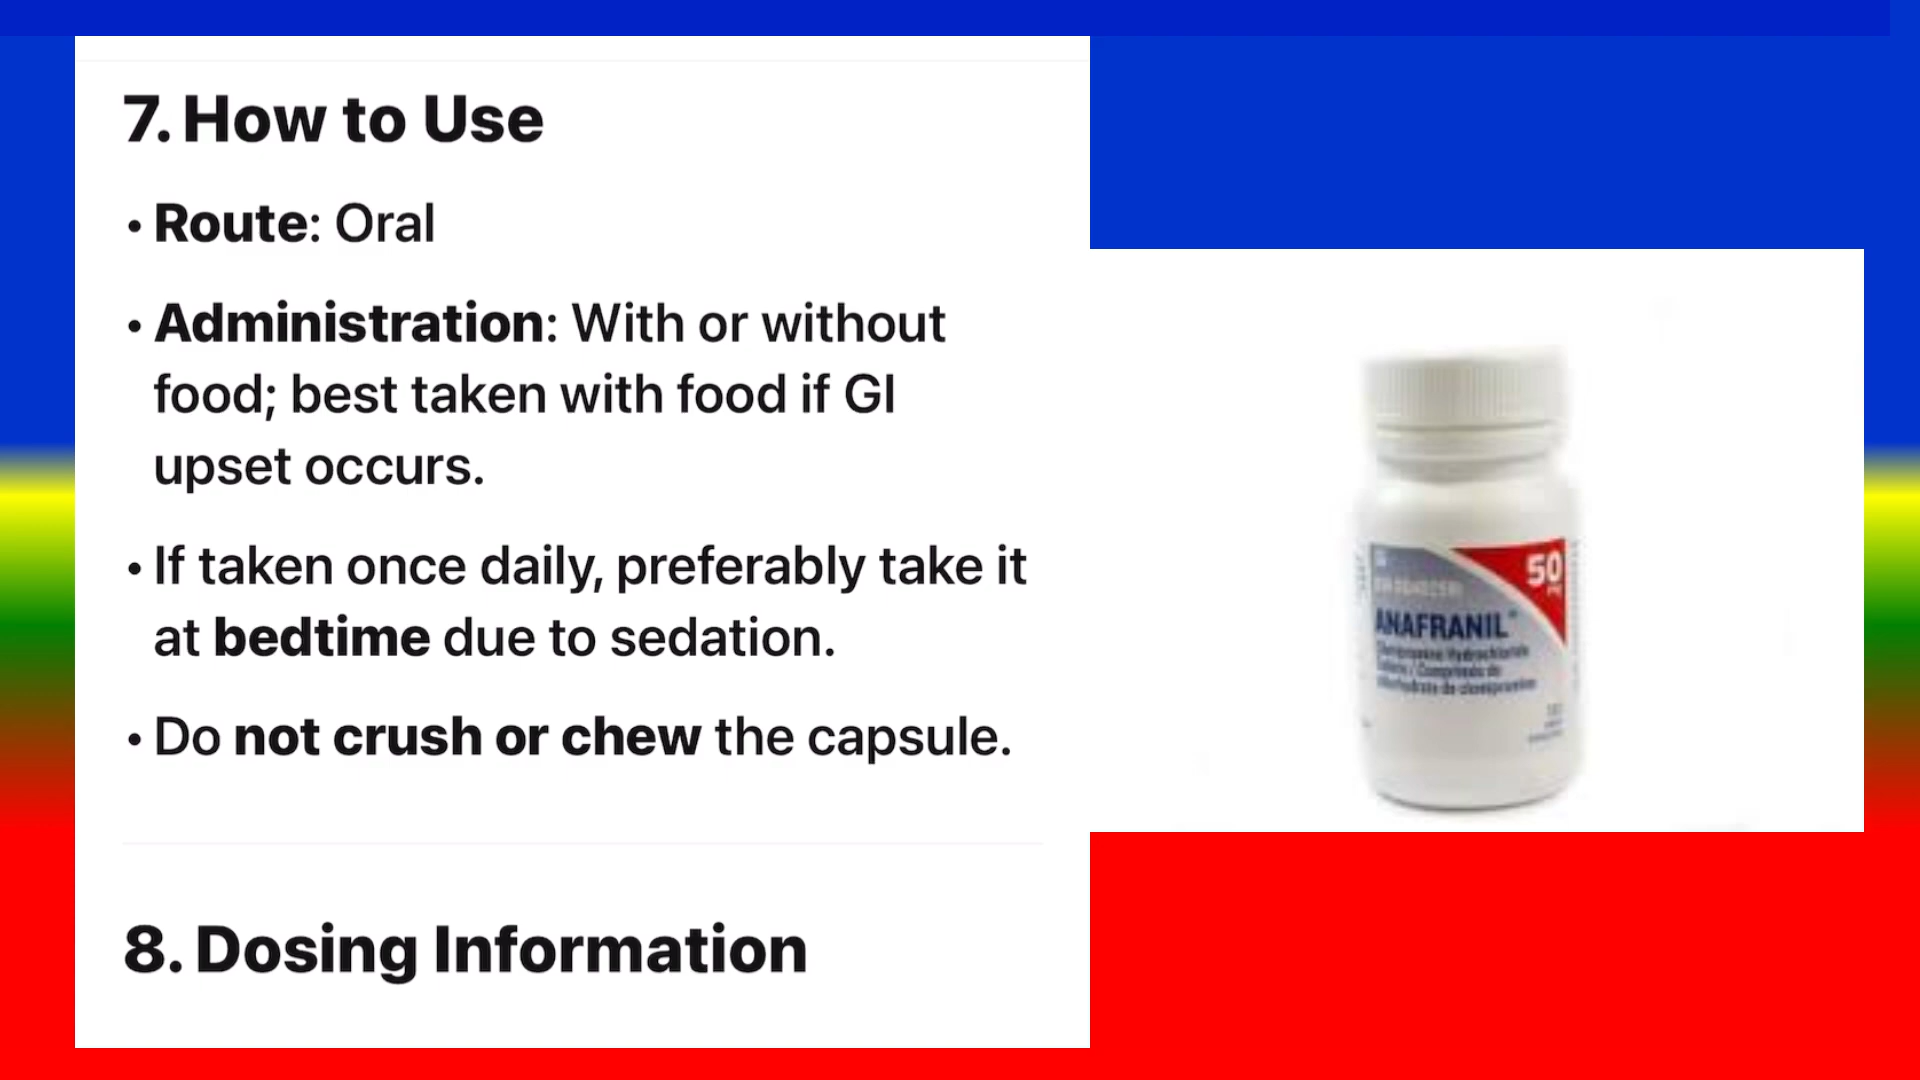 7. How to Use
• Route: Oral
• Administration: With or without
food; best taken with food if GI
upset occurs.
• If taken once daily, preferably take it
at bedtime due to sedation.
• Do not crush or chew the capsule.
8. Dosing Information
50
ANAFRANIL